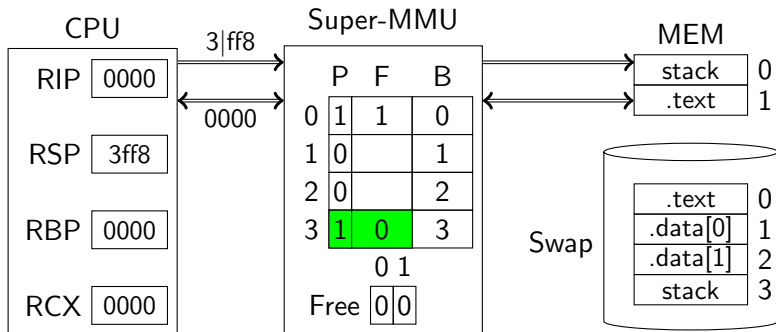 CPU
RIP 0000
RSP 3ff8
RBP 0000
RCX 0000
3|ff8
0000
Super-MMU
P F B
0 1 1 0
1 0 1
2 0 2
3 1 0 3
0 1
Free 0 0
MEM
stack 0
.text 1
Swap
.text 0
.data[0] 1
.data[1] 2
stack 3